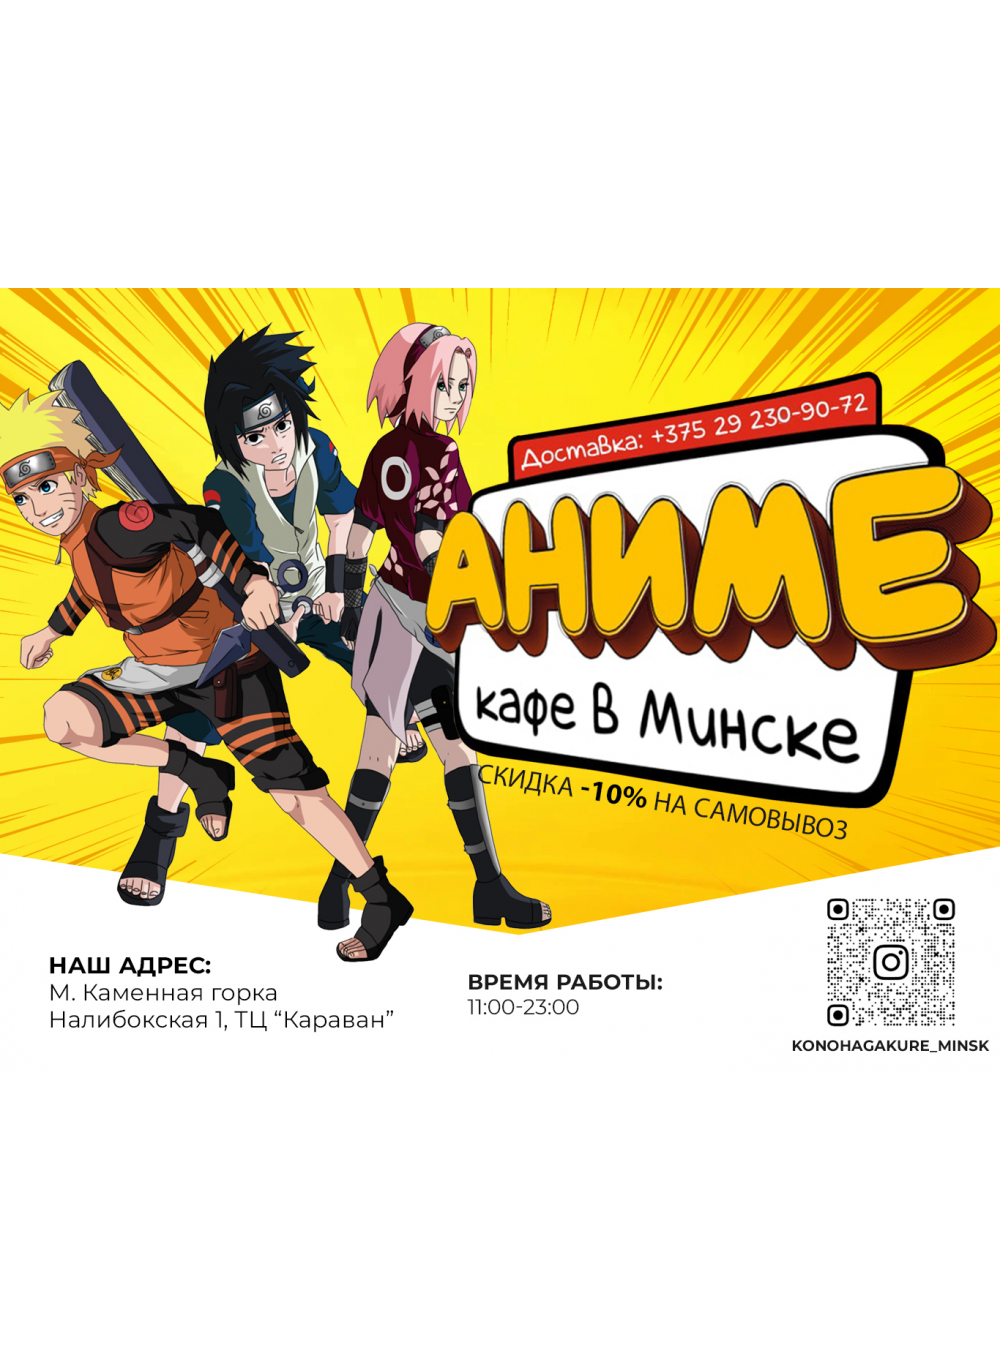 Доставка: +375 29 230-90-72
АНИМЕ
кафе в Минске
СКИДКА -10% НА САМОВЫВОЗ
НАШ АДРЕС:
М. Каменная горка
Налибокская 1, ТЦ “Караван”
ВРЕМЯ РАБОТЫ:
11:00-23:00
KONOHAGAKURE_MINSK